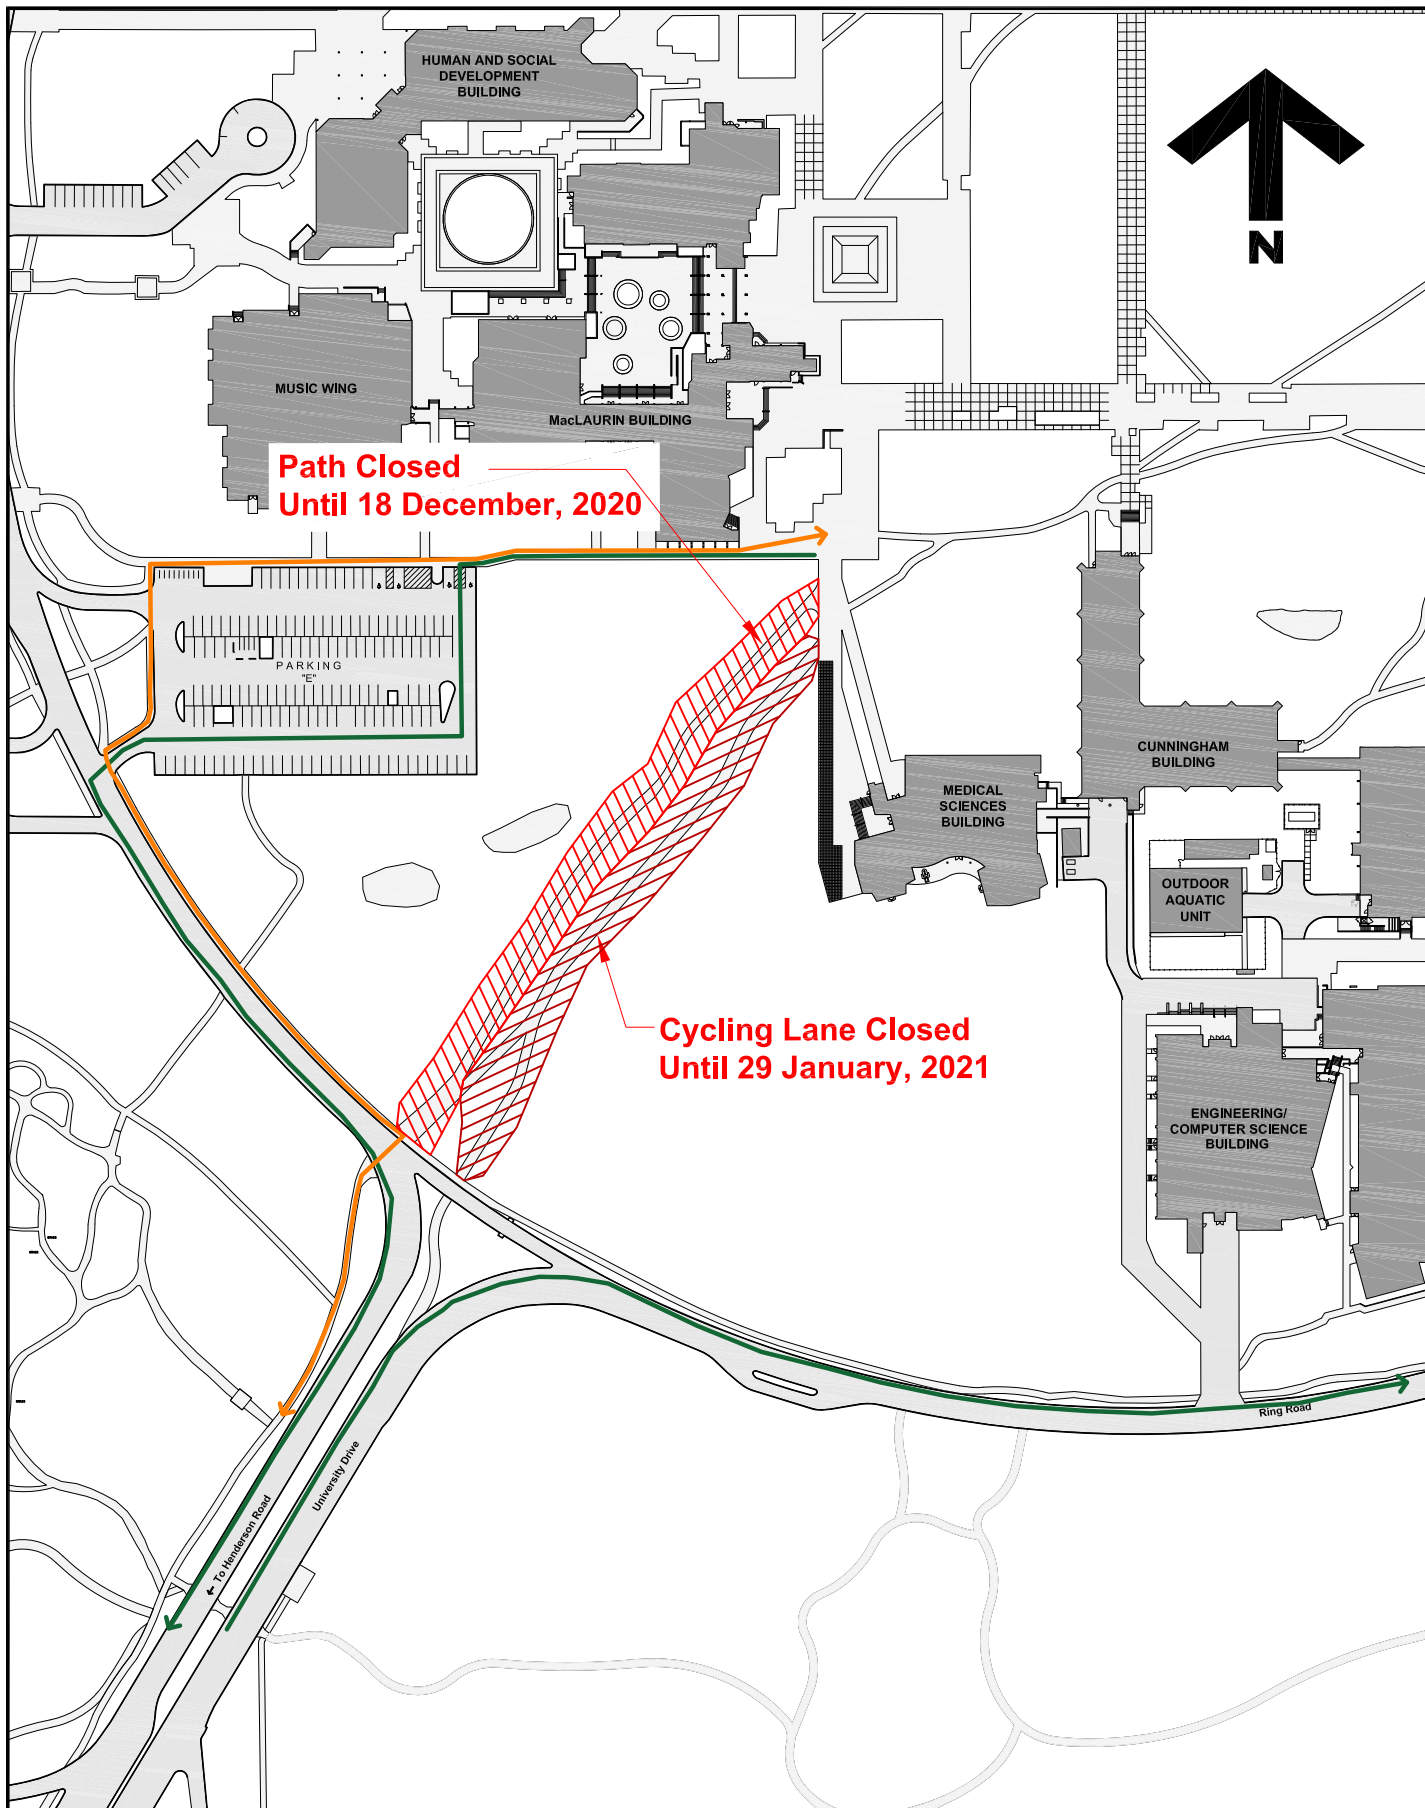 HUMAN AND SOCIAL
DEVELOPMENT
BUILDING
N
MUSIC WING
MacLAURIN BUILDING
Path Closed
Until 18 December, 2020
PARKING
"E"
CUNNINGHAM
BUILDING
MEDICAL
SCIENCES
BUILDING
OUTDOOR
AQUATIC
UNIT
Cycling Lane Closed
Until 29 January, 2021
ENGINEERING/
COMPUTER SCIENCE
BUILDING
Ring Road
University Drive
To Henderson Road